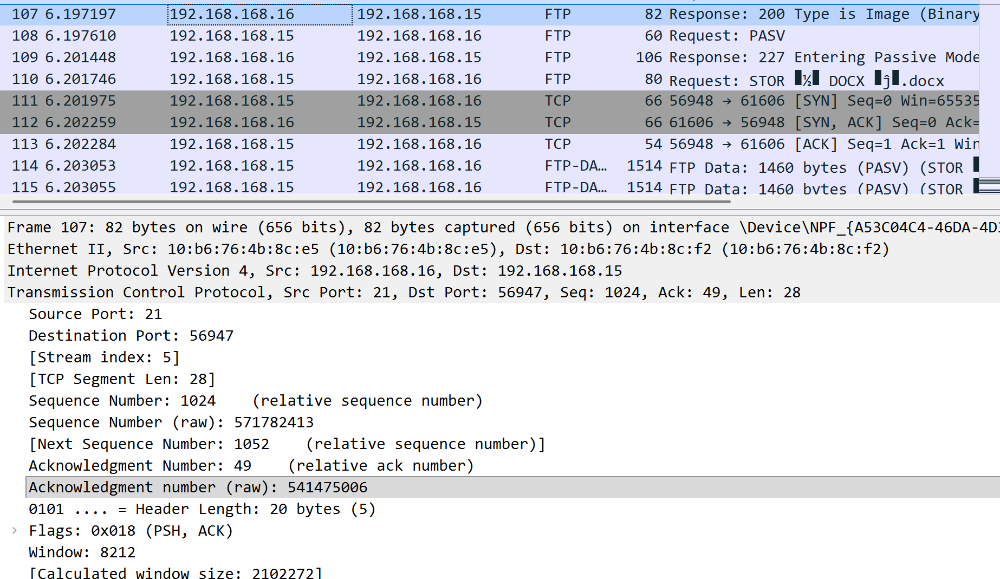 107 6.197197 192.168.168.16 192.168.168.15 FTP 82 Response: 200 Type is Image (Binary
108 6.197610 192.168.168.15 192.168.168.16 FTP 60 Request: PASV
109 6.201448 192.168.168.16 192.168.168.15 FTP 106 Response: 227 Entering Passive Mode
110 6.201746 192.168.168.15 192.168.168.16 FTP 80 Request: STOR ▮½▮ DOCX ▮ĵ▮.docx
111 6.201975 192.168.168.15 192.168.168.16 TCP 66 56948 → 61606 [SYN] Seq=0 Win=65535
112 6.202259 192.168.168.16 192.168.168.15 TCP 66 61606 → 56948 [SYN, ACK] Seq=0 Ack=
113 6.202284 192.168.168.15 192.168.168.16 TCP 54 56948 → 61606 [ACK] Seq=1 Ack=1 Win
114 6.203053 192.168.168.15 192.168.168.16 FTP-DA… 1514 FTP Data: 1460 bytes (PASV) (STOR ▮
115 6.203055 192.168.168.15 192.168.168.16 FTP-DA… 1514 FTP Data: 1460 bytes (PASV) (STOR ▮
Frame 107: 82 bytes on wire (656 bits), 82 bytes captured (656 bits) on interface \Device\NPF_{A53C04C4-46DA-4D
Ethernet II, Src: 10:b6:76:4b:8c:e5 (10:b6:76:4b:8c:e5), Dst: 10:b6:76:4b:8c:f2 (10:b6:76:4b:8c:f2)
Internet Protocol Version 4, Src: 192.168.168.16, Dst: 192.168.168.15
Transmission Control Protocol, Src Port: 21, Dst Port: 56947, Seq: 1024, Ack: 49, Len: 28
Source Port: 21
Destination Port: 56947
[Stream index: 5]
[TCP Segment Len: 28]
Sequence Number: 1024    (relative sequence number)
Sequence Number (raw): 571782413
[Next Sequence Number: 1052    (relative sequence number)]
Acknowledgment Number: 49    (relative ack number)
Acknowledgment number (raw): 541475006
0101 .... = Header Length: 20 bytes (5)
Flags: 0x018 (PSH, ACK)
Window: 8212
[Calculated window size: 2102272]